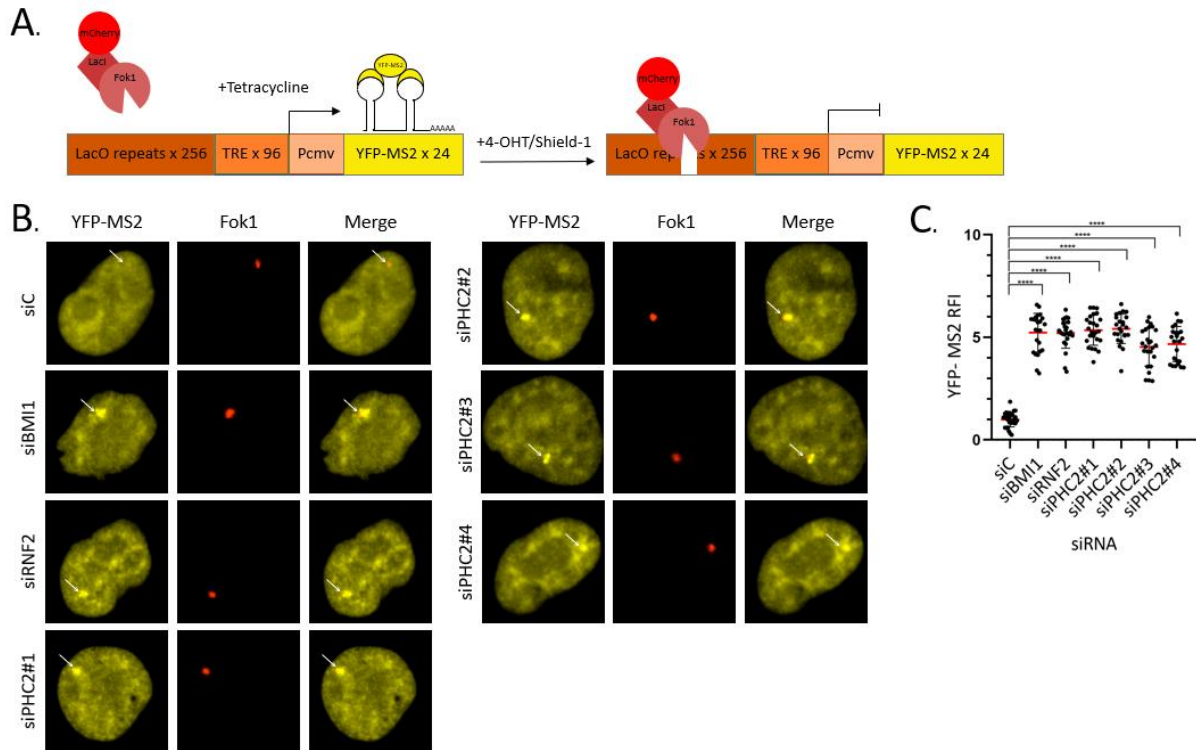 A.
mCherry
LacI
Fok1
+Tetracycline
YFP-MS2
AAAAA
LacO repeats x 256
TRE x 96
Pcmv
YFP-MS2 x 24
+4-OHT/Shield-1
mCherry
LacI
Fok1
LacO repeats x 256
TRE x 96
Pcmv
YFP-MS2 x 24
B.
YFP-MS2 Fok1 Merge
YFP-MS2 Fok1 Merge
siC
siBMI1
siRNF2
siPHC2#1
siPHC2#2
siPHC2#3
siPHC2#4
C.
YFP- MS2 RFI
10
5
0
****
****
****
****
****
****
siC
siBMI1
siRNF2
siPHC2#1
siPHC2#2
siPHC2#3
siPHC2#4
siRNA